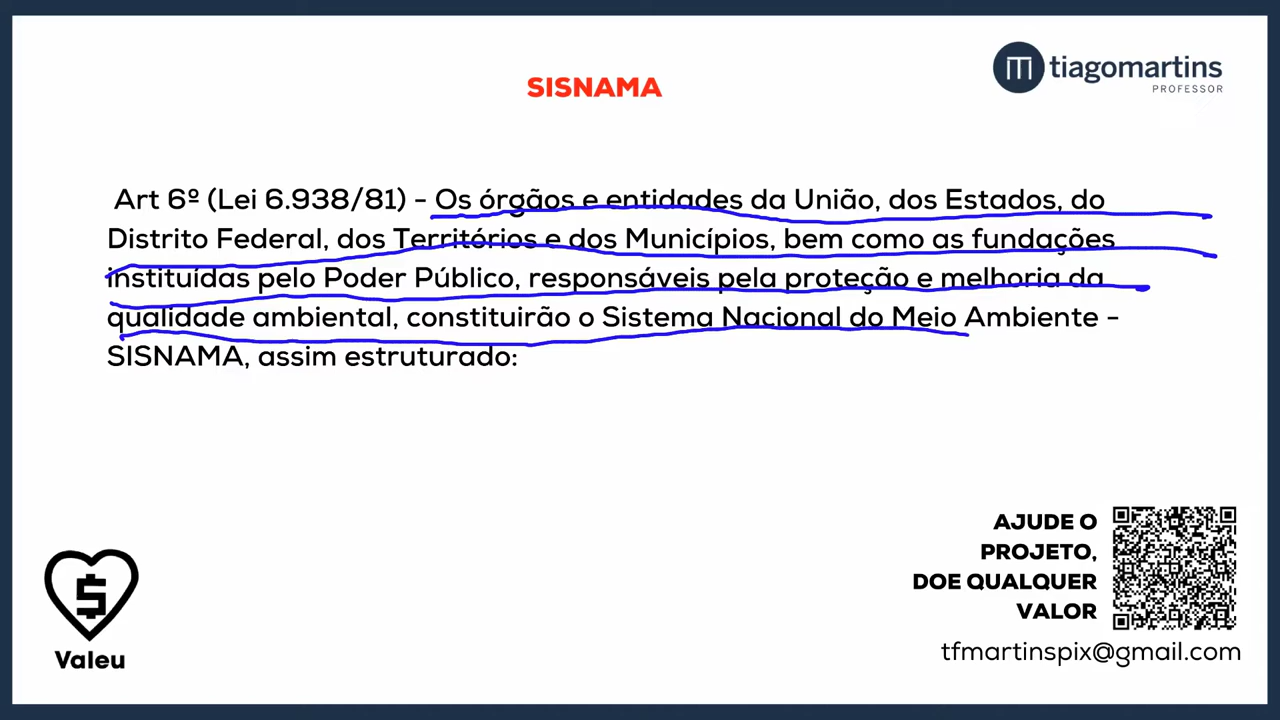 tiagomartins
PROFESSOR
SISNAMA
Art 6º (Lei 6.938/81) - Os órgãos e entidades da União, dos Estados, do
Distrito Federal, dos Territórios e dos Municípios, bem como as fundações
instituídas pelo Poder Público, responsáveis pela proteção e melhoria da
qualidade ambiental, constituirão o Sistema Nacional do Meio Ambiente -
SISNAMA, assim estruturado:
AJUDE O
PROJETO,
DOE QUALQUER
VALOR
tfmartinspix@gmail.com
$
Valeu